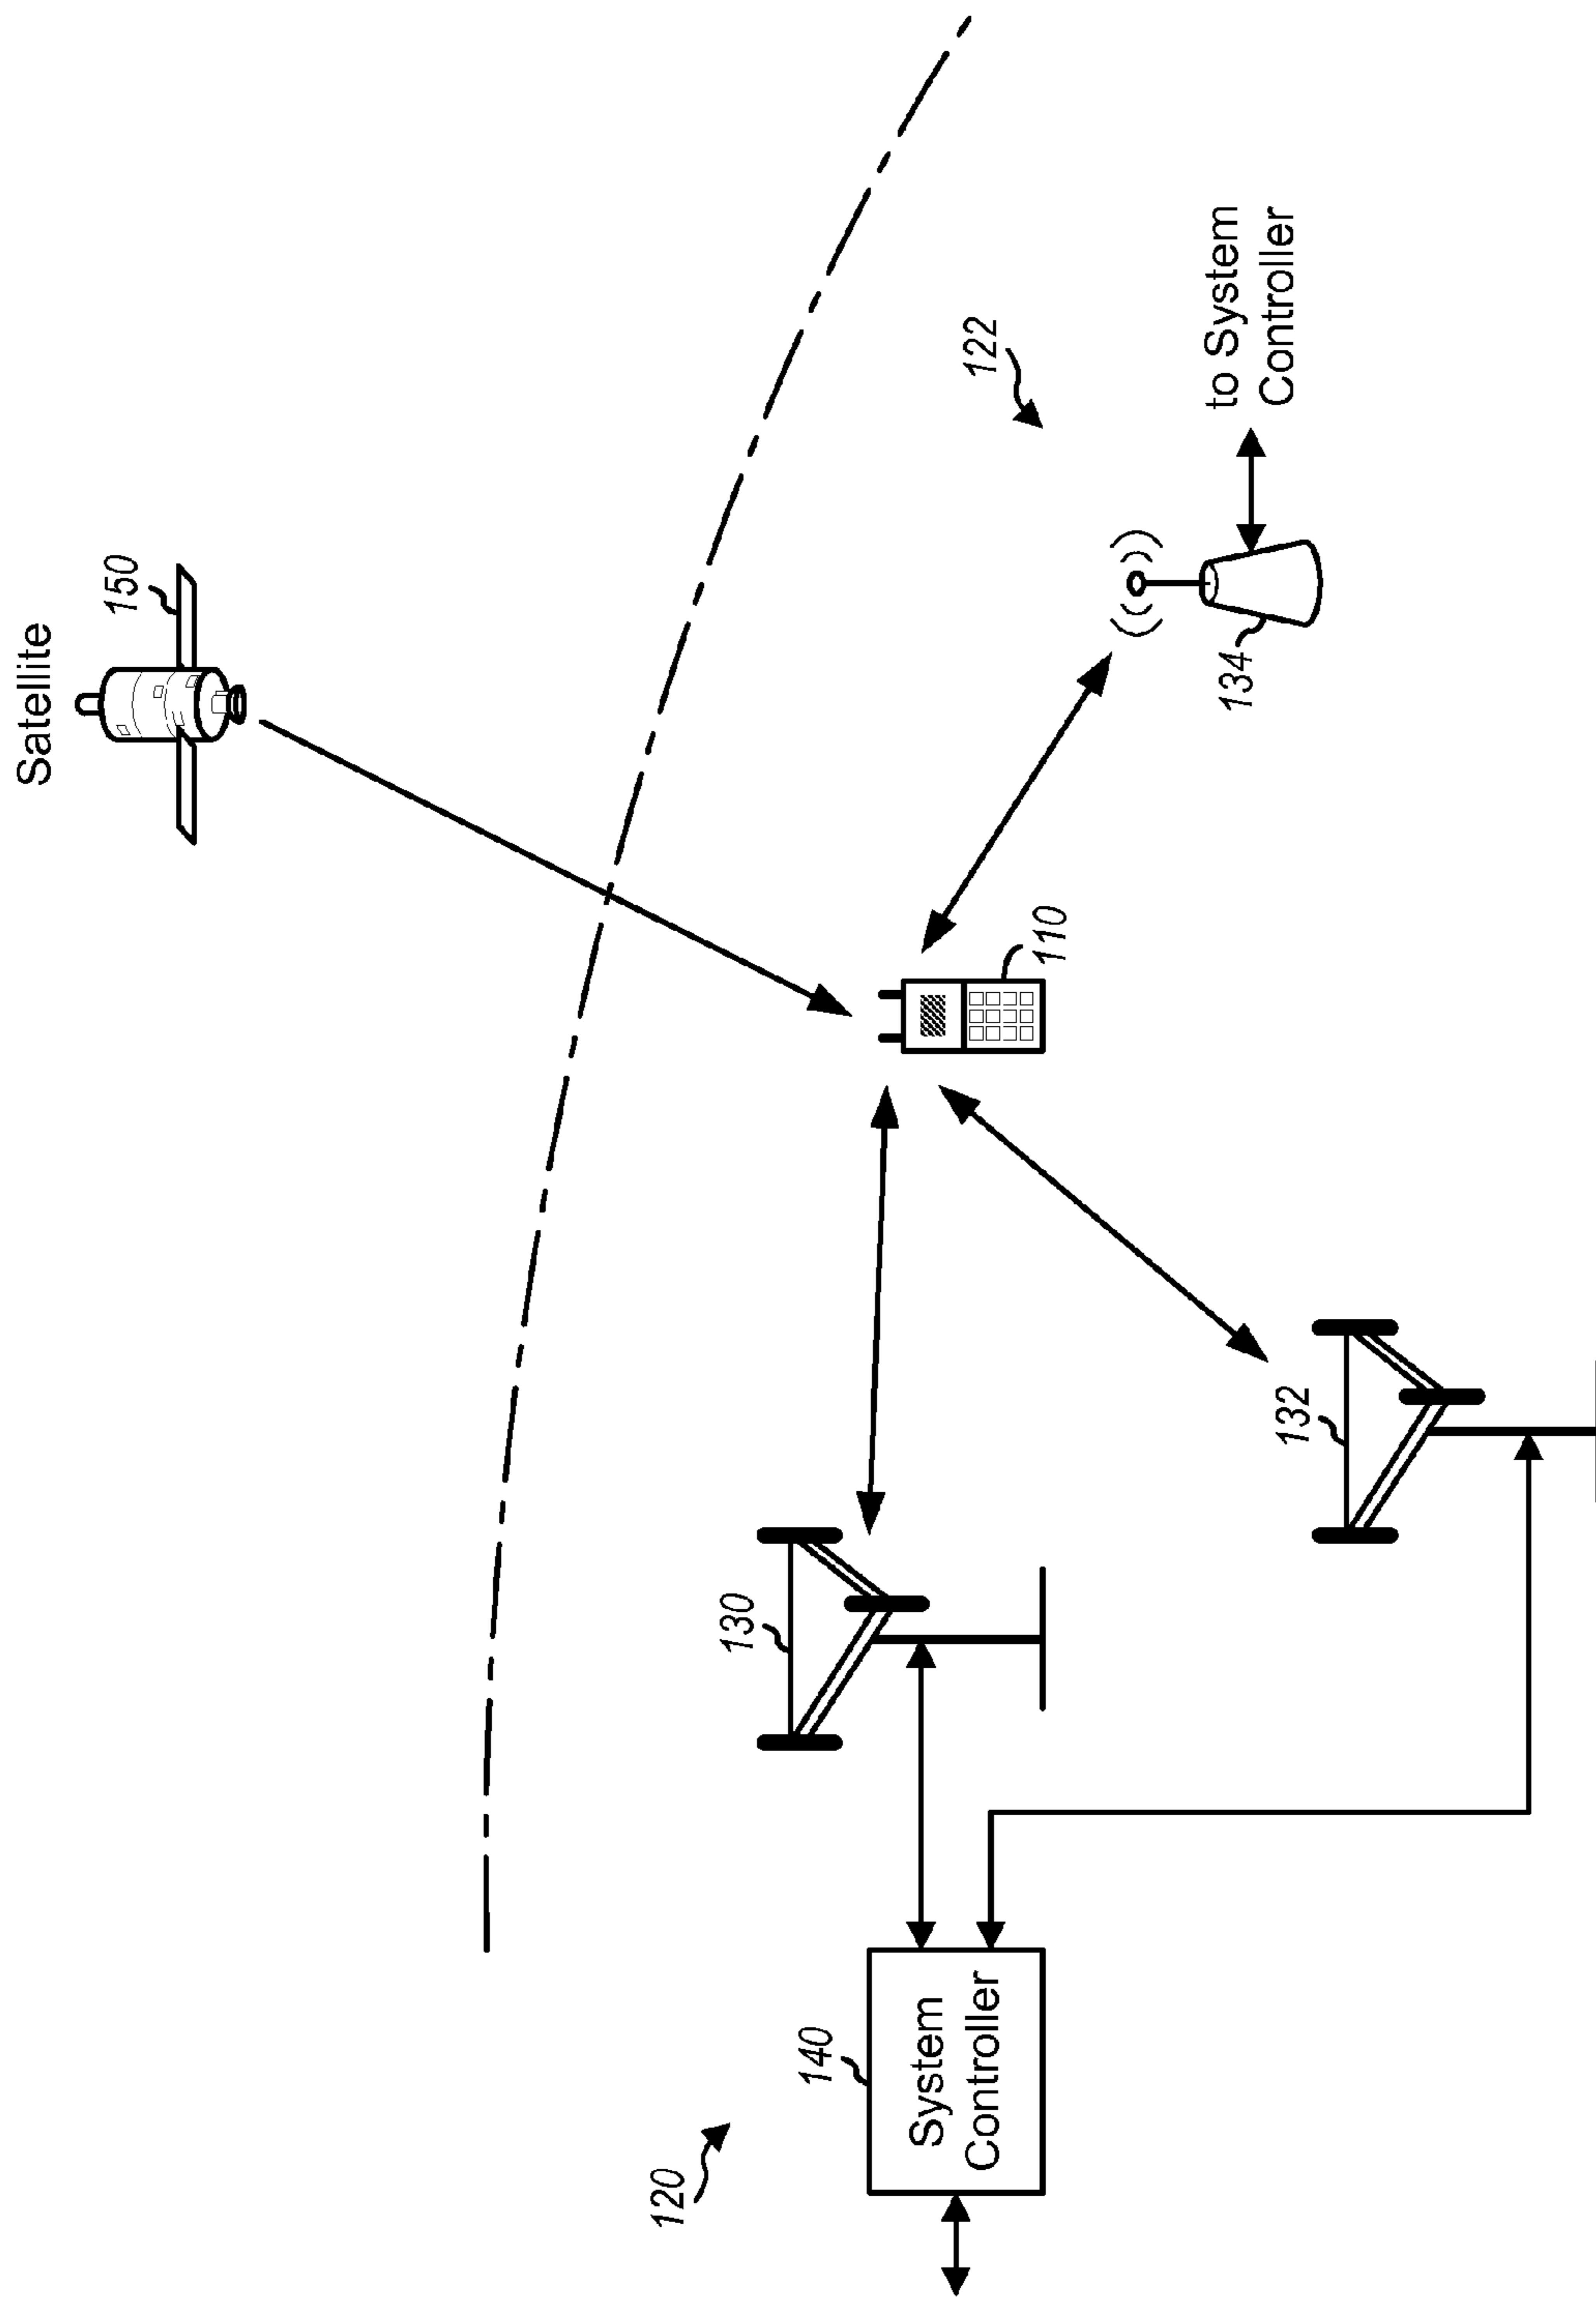 Satellite
150
120
140
System
Controller
130
132
110
122
134
to System
Controller